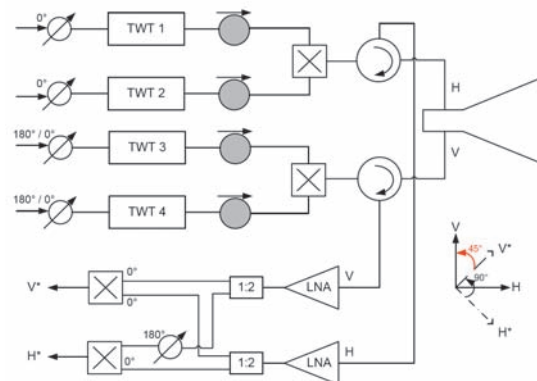 0°
TWT 1
0°
TWT 2
H
180° / 0°
TWT 3
V
180° / 0°
TWT 4
V
45°
V*
V*
0°
0°
1:2
LNA
V
90°
H
H*
180°
H
H*
0°
1:2
LNA